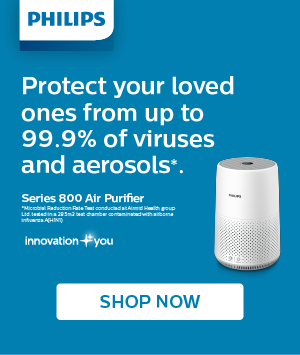 PHILIPS
Protect your loved
ones from up to
99.9% of viruses
and aerosols*.
Series 800 Air Purifier
*Microbial Reduction Rate Test conducted at Airmid Health group
Ltd. tested in a 28.5m3 test chamber contaminated with airborne
influenza A(H1N1)
innovation you
PHILIPS
SHOP NOW